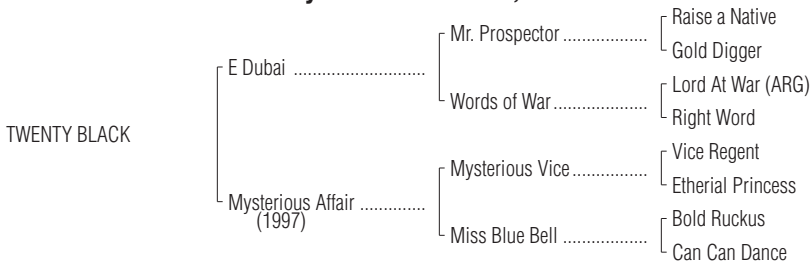 Raise a Native
Mr. Prospector ..................
Gold Digger
E Dubai ............................
Lord At War (ARG)
Words of War....................
Right Word
TWENTY BLACK
Vice Regent
Mysterious Vice................
Etherial Princess
Mysterious Affair ..............
(1997)
Bold Ruckus
Miss Blue Bell ..................
Can Can Dance